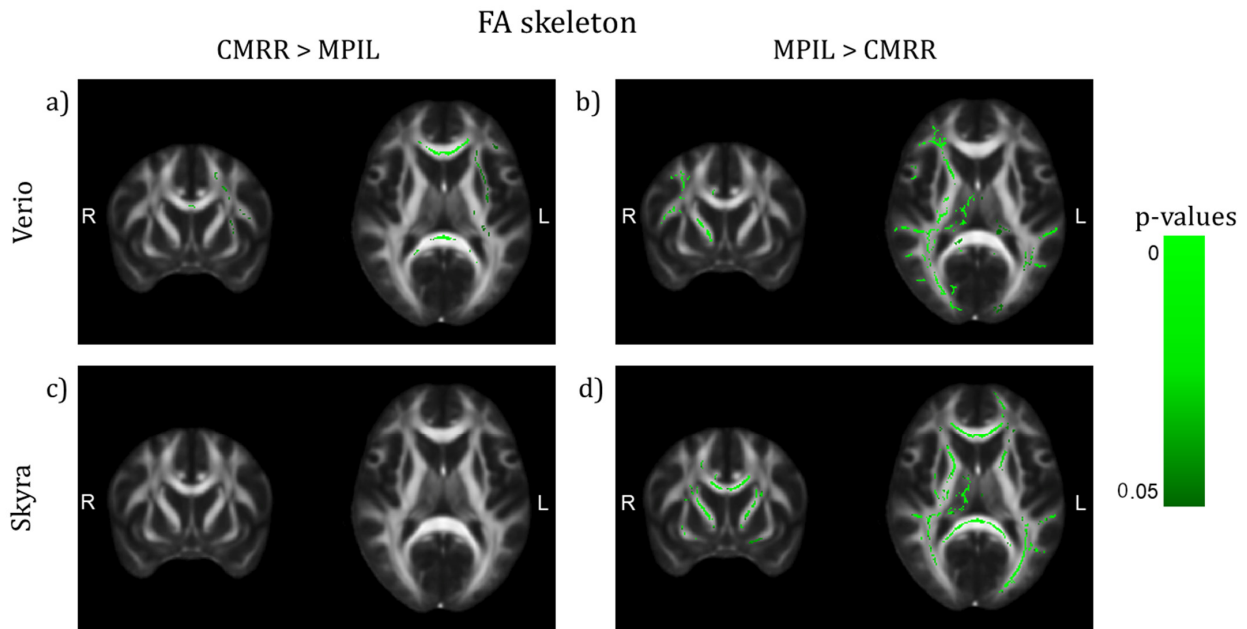 FA skeleton
CMRR > MPIL
MPIL > CMRR
a)
b)
Verio
R
L
R
L
p-values
0
0.05
c)
d)
Skyra
R
L
R
L